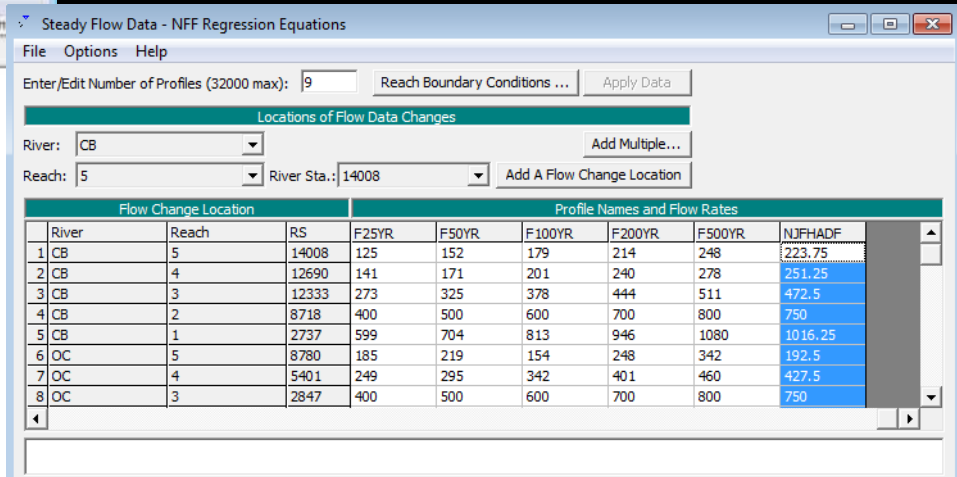 Steady Flow Data - NFF Regression Equations
File Options Help
Enter/Edit Number of Profiles (32000 max): 9 Reach Boundary Conditions ... Apply Data
Locations of Flow Data Changes
River: CB Add Multiple...
Reach: 5 River Sta.: 14008 Add A Flow Change Location
Flow Change Location Profile Names and Flow Rates
River Reach RS F25YR F50YR F100YR F200YR F500YR NJFHADF
1 CB 5 14008 125 152 179 214 248 223.75
2 CB 4 12690 141 171 201 240 278 251.25
3 CB 3 12333 273 325 378 444 511 472.5
4 CB 2 8718 400 500 600 700 800 750
5 CB 1 2737 599 704 813 946 1080 1016.25
6 OC 5 8780 185 219 154 248 342 192.5
7 OC 4 5401 249 295 342 401 460 427.5
8 OC 3 2847 400 500 600 700 800 750